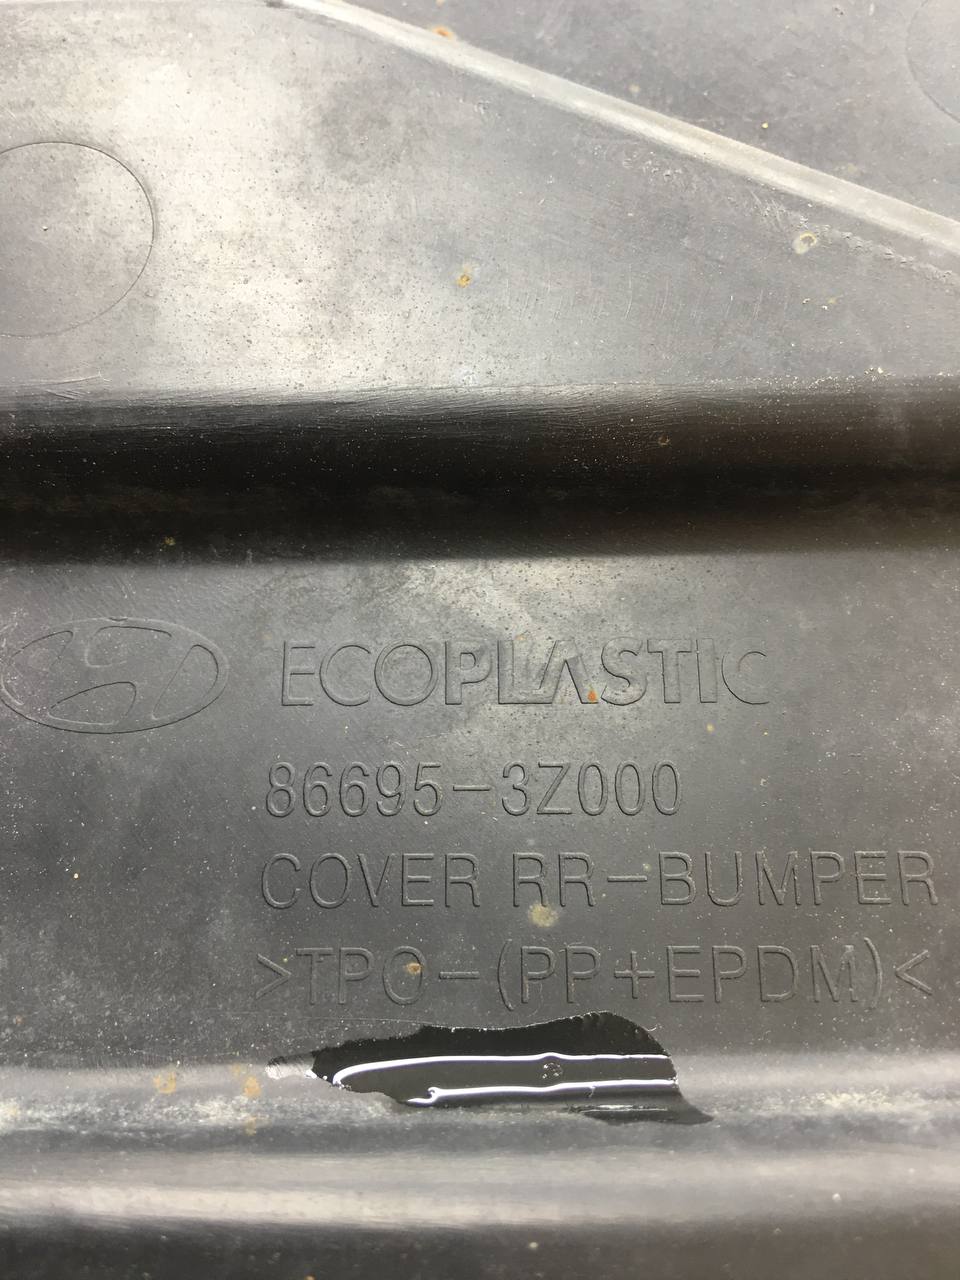 ECOPLASTIC
86695-3Z000
COVER RR-BUMPER
>TPO-(PP+EPDM)<